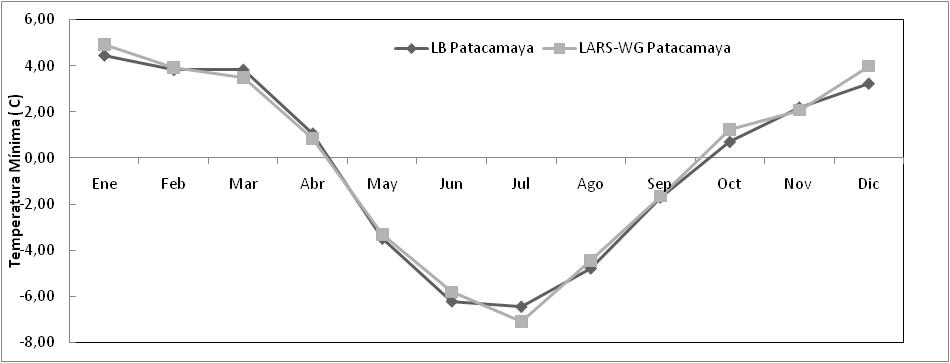 6,00
LB Patacamaya LARS-WG Patacamaya
4,00
2,00
0,00
Ene Feb Mar Abr May Jun Jul Ago Sep Oct Nov Dic
-2,00
-4,00
-6,00
-8,00
Temperatura Mínima (C)